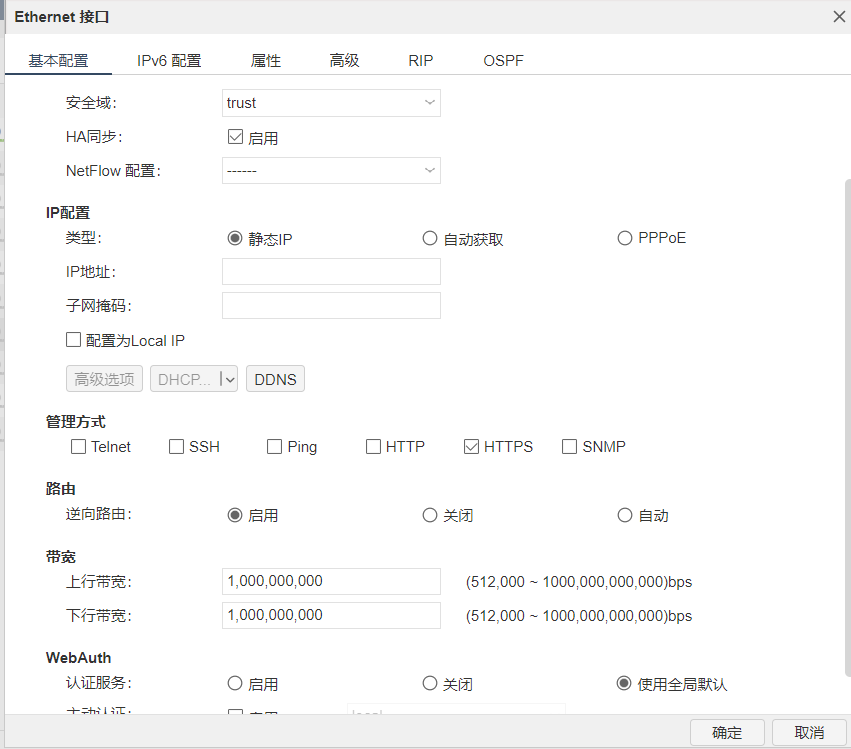 Ethernet 接口
基本配置 IPv6 配置 属性 高级 RIP OSPF
安全域: trust
HA同步: 启用
NetFlow 配置: ------
IP配置
类型: 静态IP 自动获取 PPPoE
IP地址:
子网掩码:
配置为Local IP
高级选项 DHCP... DDNS
管理方式
Telnet SSH Ping HTTP HTTPS SNMP
路由
逆向路由: 启用 关闭 自动
带宽
上行带宽: 1,000,000,000 (512,000 ~ 1000,000,000,000)bps
下行带宽: 1,000,000,000 (512,000 ~ 1000,000,000,000)bps
WebAuth
认证服务: 启用 关闭 使用全局默认
主动认证: 启用 local
确定 取消